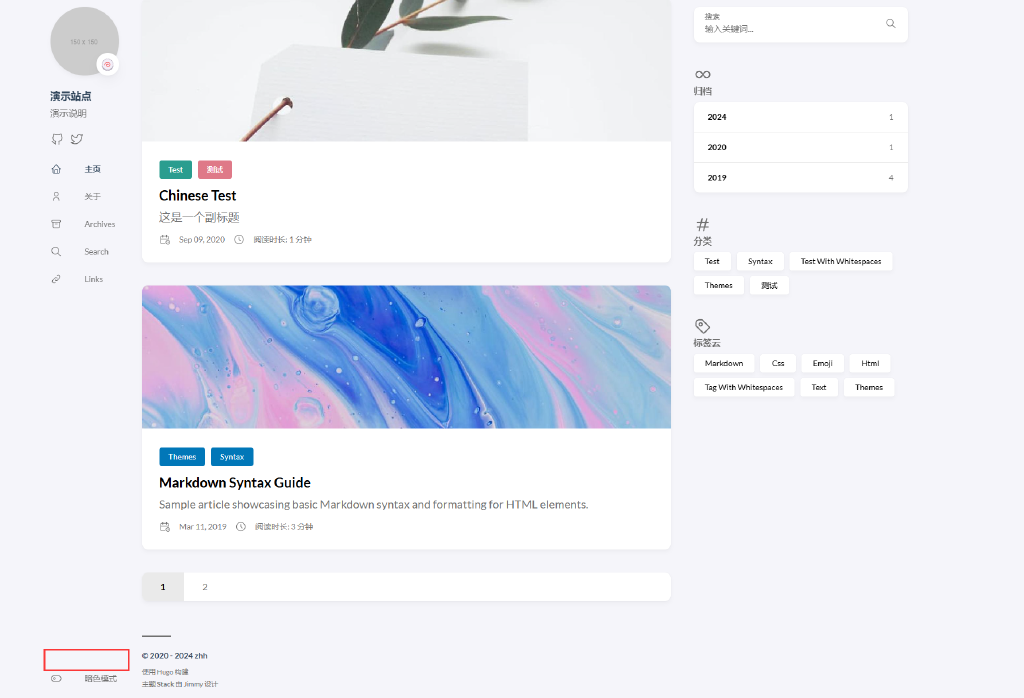 150 x 150
演示站点
演示说明
主页
关于
Archives
Search
Links
暗色模式
Test
测试
Chinese Test
这是一个副标题
Sep 09, 2020
阅读时长: 1 分钟
Themes
Syntax
Markdown Syntax Guide
Sample article showcasing basic Markdown syntax and formatting for HTML elements.
Mar 11, 2019
阅读时长: 3 分钟
1
2
© 2020 - 2024 zhh
使用 Hugo 构建
主题 Stack 由 Jimmy 设计
搜索
输入关键词...
归档
2024 1
2020 1
2019 4
分类
Test Syntax Test With Whitespaces
Themes 测试
标签云
Markdown Css Emoji Html
Tag With Whitespaces Text Themes